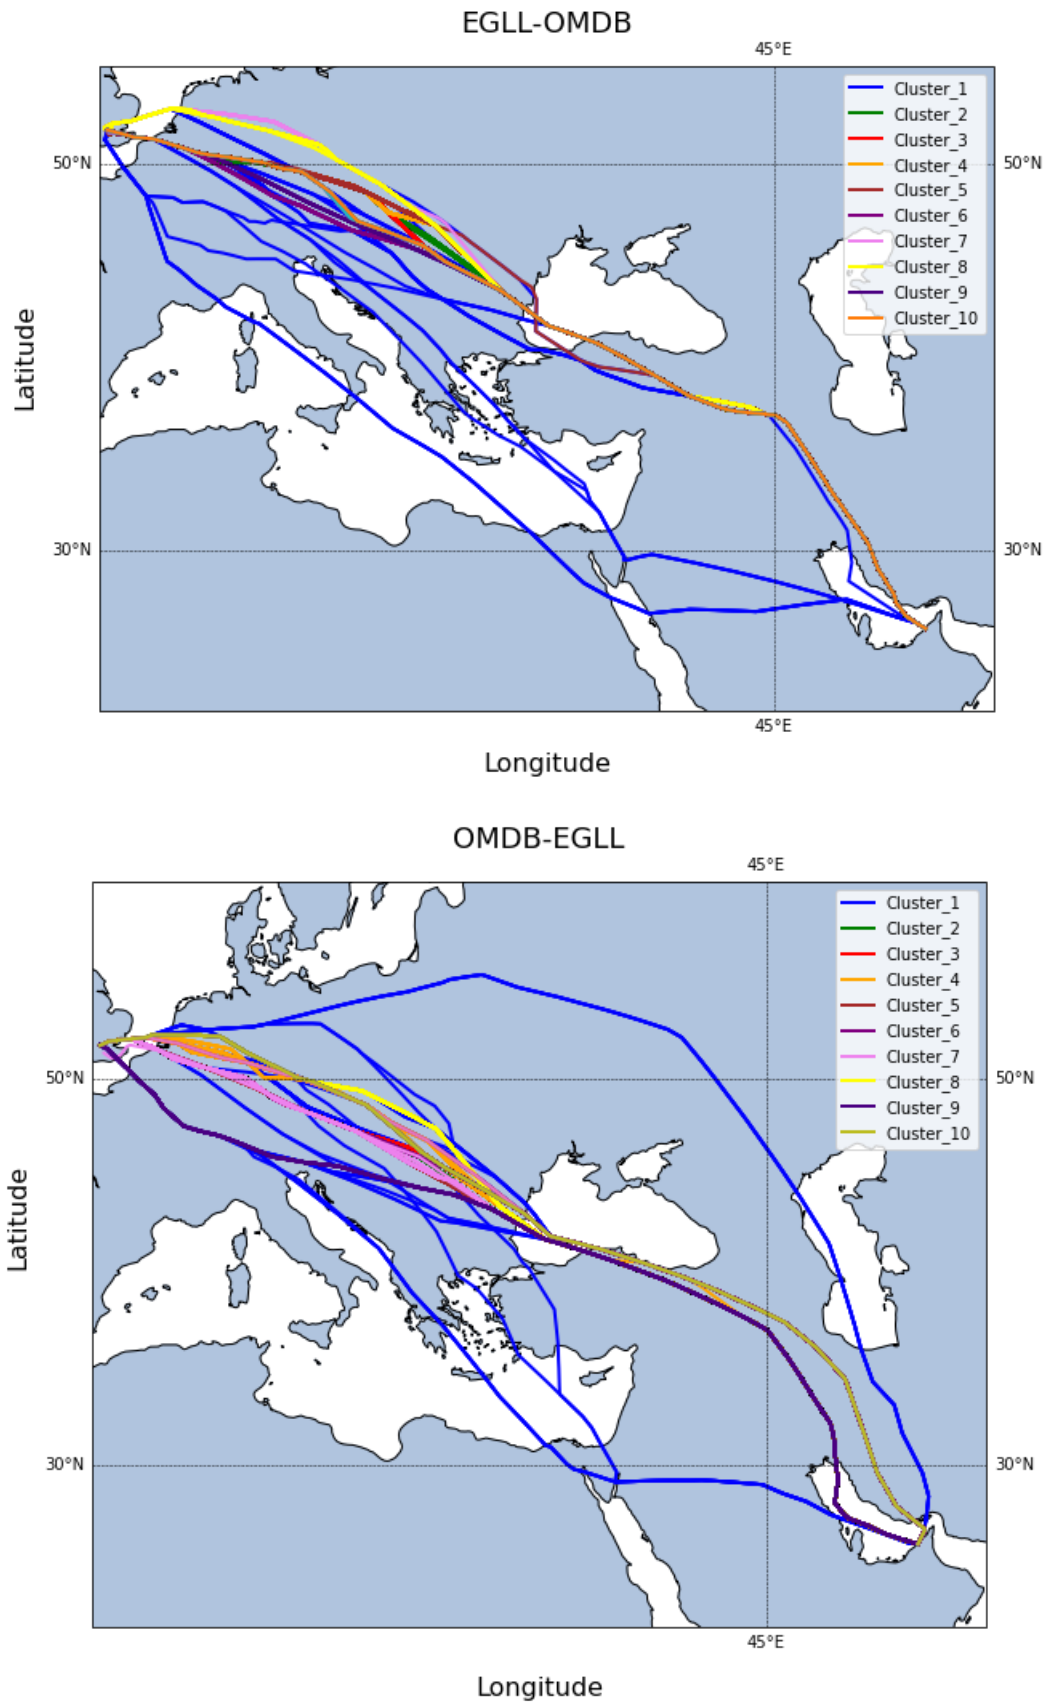 EGLL-OMDB
45°E
Cluster_1
Cluster_2
Cluster_3
Cluster_4
Cluster_5
Cluster_6
Cluster_7
Cluster_8
Cluster_9
Cluster_10
50°N
50°N
30°N
30°N
Latitude
45°E
Longitude
OMDB-EGLL
45°E
Cluster_1
Cluster_2
Cluster_3
Cluster_4
Cluster_5
Cluster_6
Cluster_7
Cluster_8
Cluster_9
Cluster_10
50°N
50°N
30°N
30°N
Latitude
45°E
Longitude